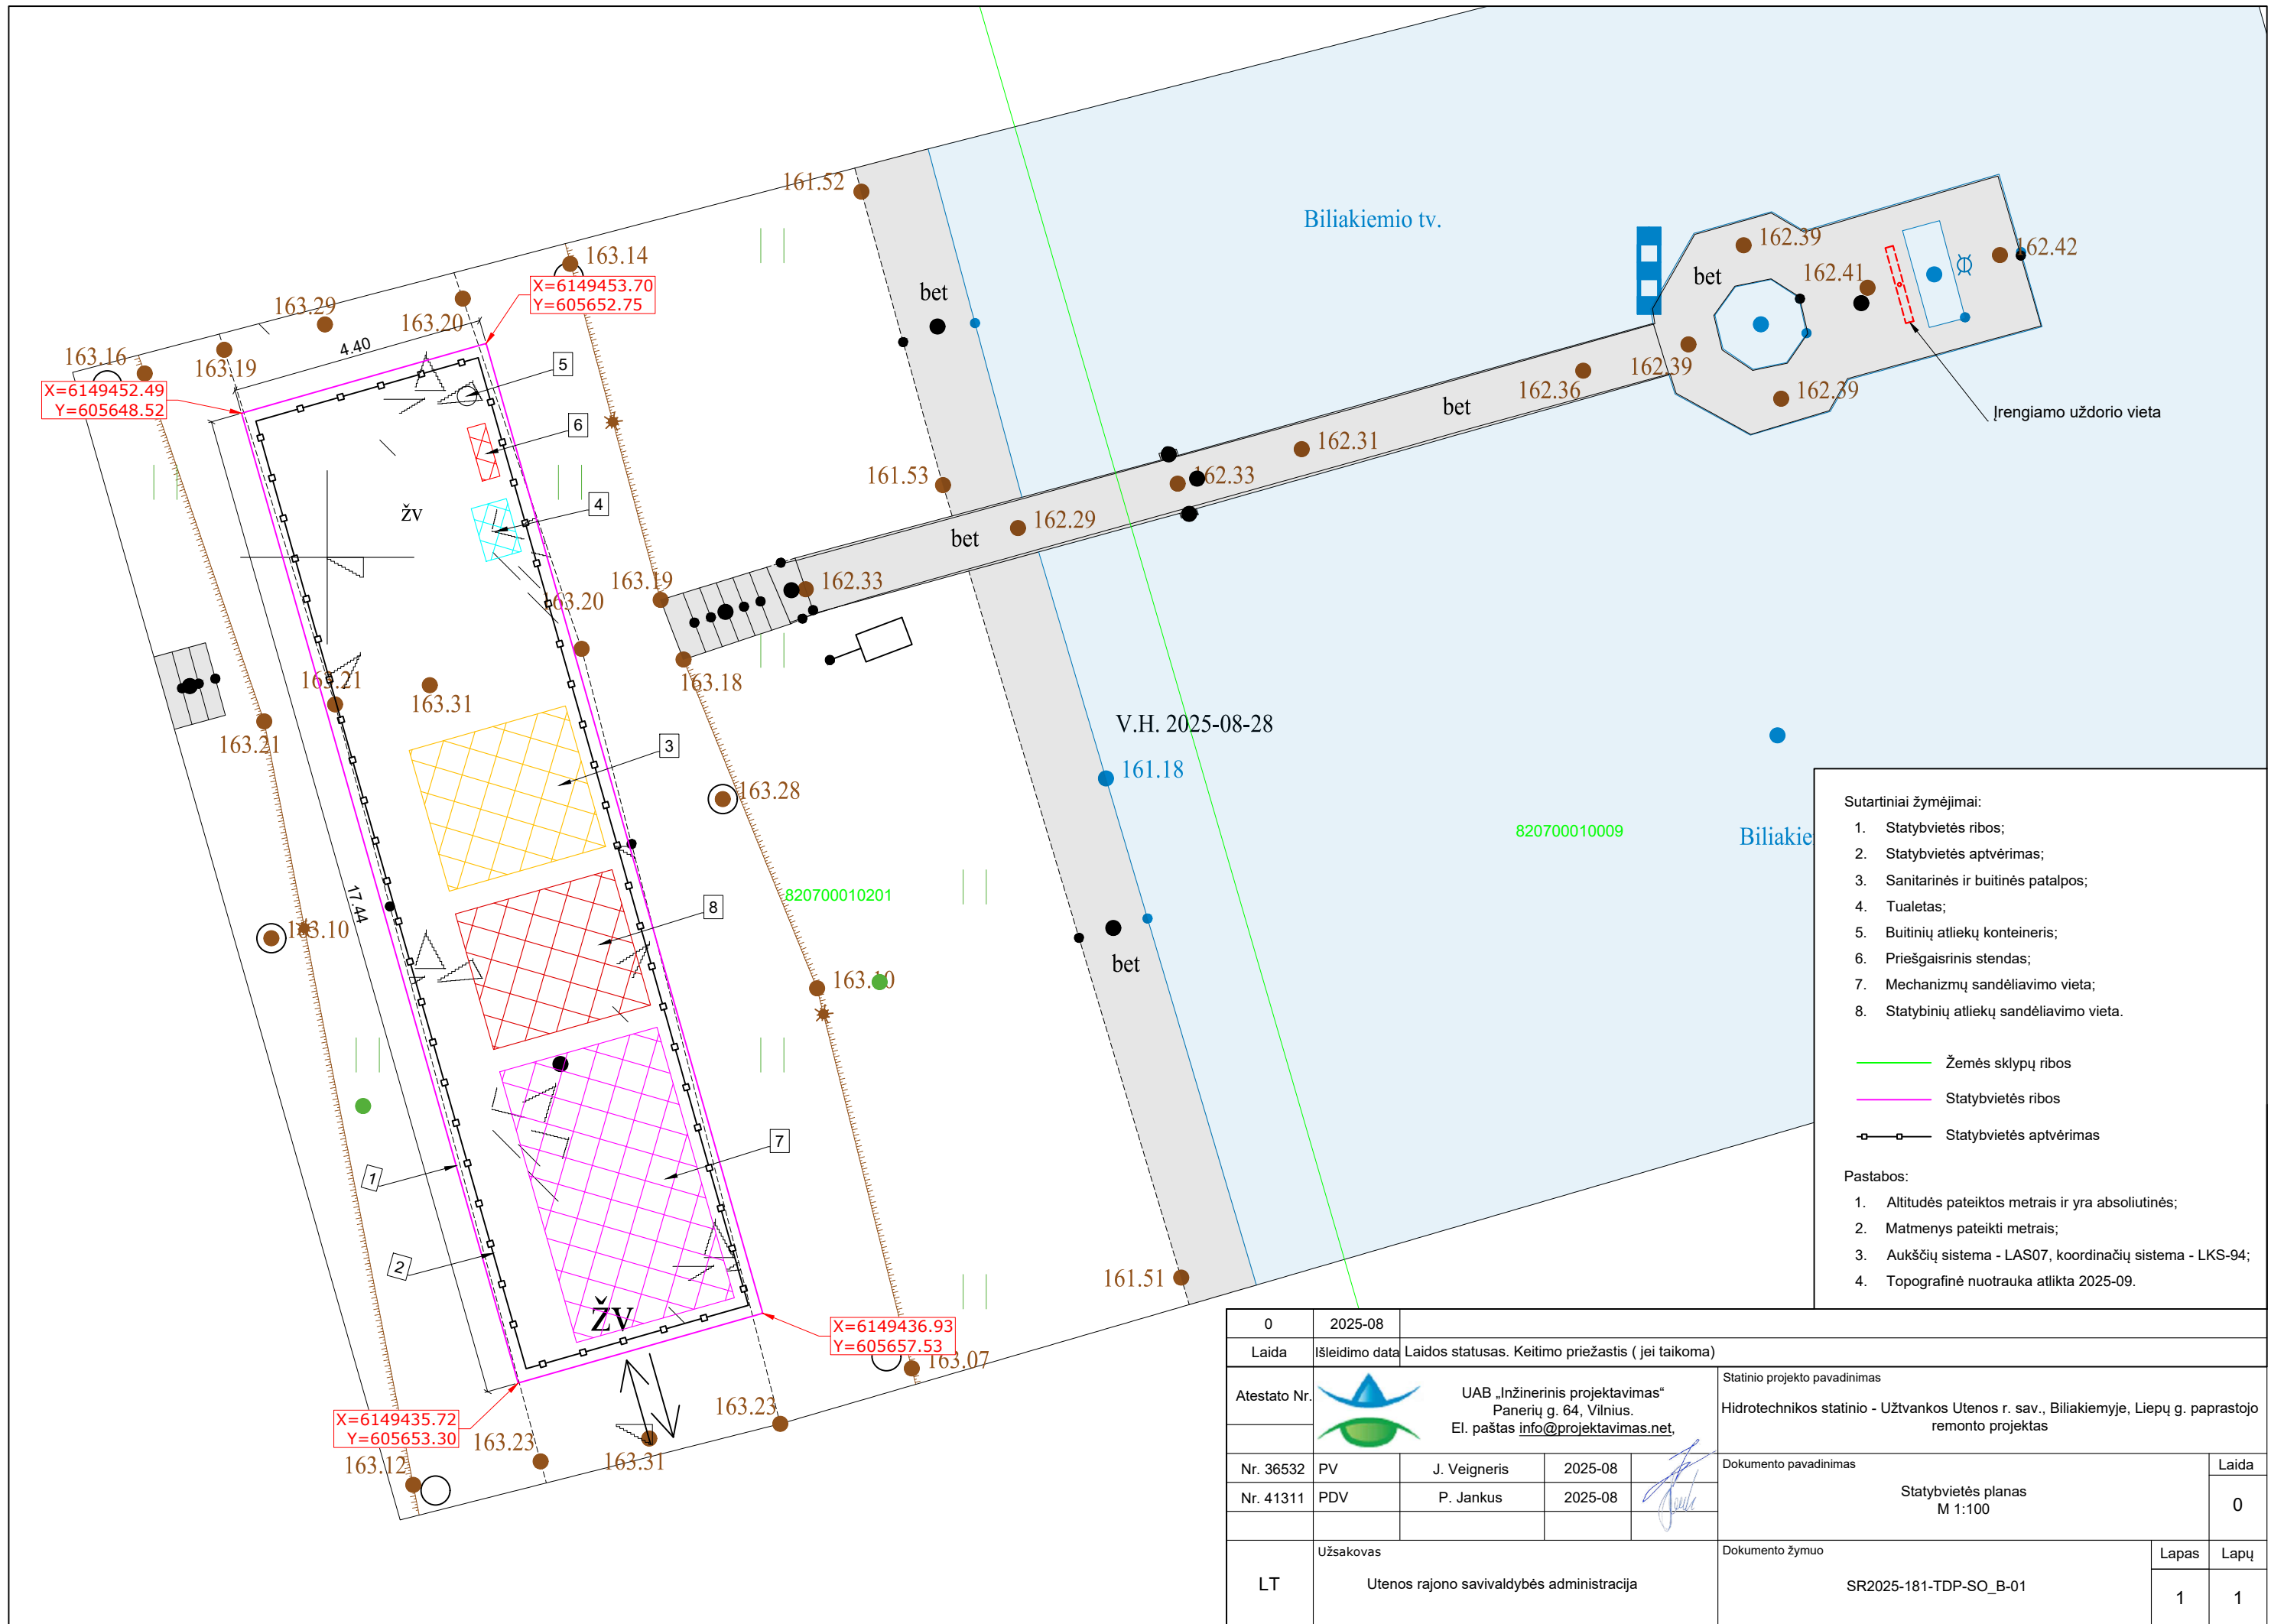 161.52
Biliakiemio tv.
163.14
162.39
162.42
X=6149453.70
Y=605652.75
bet
bet
162.41
163.29
163.20
4.40
163.16
163.19
X=6149452.49
Y=605648.52
5
162.39
162.36
162.39
Įrengiamo uždorio vieta
6
bet
162.31
161.53
162.33
4
žv
162.29
bet
163.19
163.20
162.33
163.21
163.31
163.18
163.21
V.H. 2025-08-28
3
161.18
163.28
820700010009
Biliakie
820700010201
17.44
8
163.10
bet
163.10
7
1
2
161.51
ŽV
X=6149436.93
Y=605657.53
163.07
163.23
X=6149435.72
Y=605653.30
163.23
163.31
163.12
Sutartiniai žymėjimai:
1. Statybvietės ribos;
2. Statybvietės aptvėrimas;
3. Sanitarinės ir buitinės patalpos;
4. Tualetas;
5. Buitinių atliekų konteineris;
6. Priešgaisrinis stendas;
7. Mechanizmų sandėliavimo vieta;
8. Statybinių atliekų sandėliavimo vieta.
Žemės sklypų ribos
Statybvietės ribos
Statybvietės aptvėrimas
Pastabos:
1. Altitudės pateiktos metrais ir yra absoliutinės;
2. Matmenys pateikti metrais;
3. Aukščių sistema - LAS07, koordinačių sistema - LKS-94;
4. Topografinė nuotrauka atlikta 2025-09.
0 2025-08
Laida Išleidimo data Laidos statusas. Keitimo priežastis ( jei taikoma)
Atestato Nr.
UAB „Inžinerinis projektavimas“
Panerių g. 64, Vilnius.
El. paštas info@projektavimas.net,
Statinio projekto pavadinimas
Hidrotechnikos statinio - Užtvankos Utenos r. sav., Biliakiemyje, Liepų g. paprastojo
remonto projektas
Nr. 36532 PV J. Veigneris 2025-08
Nr. 41311 PDV P. Jankus 2025-08
Dokumento pavadinimas
Statybvietės planas
M 1:100
Laida
0
LT
Užsakovas
Utenos rajono savivaldybės administracija
Dokumento žymuo
SR2025-181-TDP-SO_B-01
Lapas Lapų
1 1